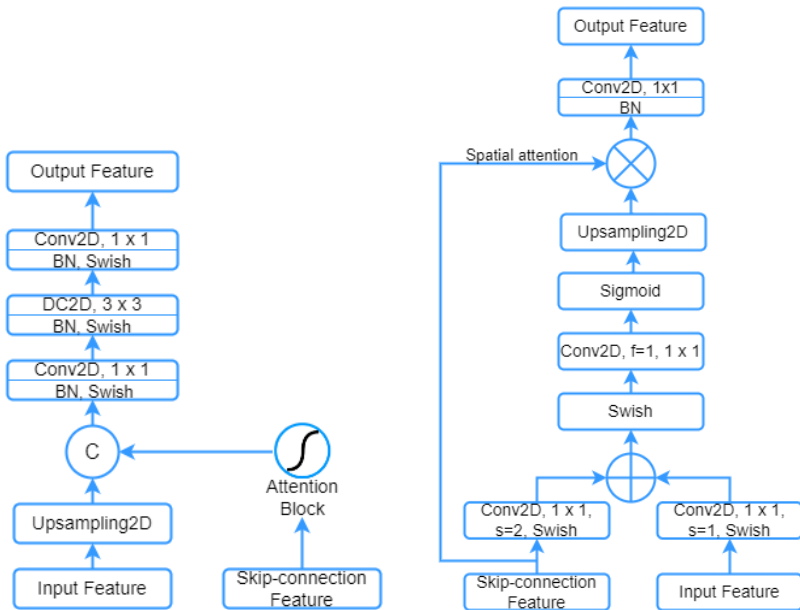 Output Feature
Conv2D, 1 x 1
BN, Swish
DC2D, 3 x 3
BN, Swish
Conv2D, 1 x 1
BN, Swish
C
Attention
Block
Upsampling2D
Input Feature
Skip-connection
Feature
Output Feature
Conv2D, 1x1
BN
Spatial attention
Upsampling2D
Sigmoid
Conv2D, f=1, 1 x 1
Swish
Conv2D, 1 x 1,
s=2, Swish
Conv2D, 1 x 1,
s=1, Swish
Skip-connection
Feature
Input Feature